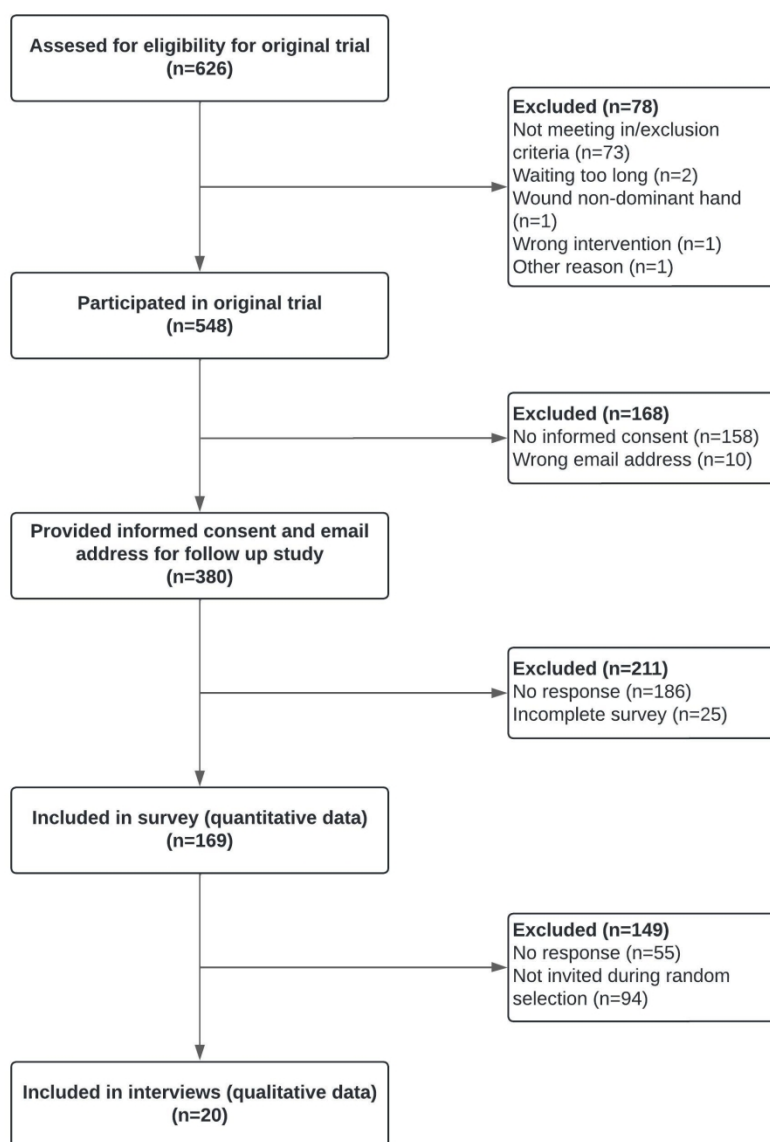 Assesed for eligibility for original trial
(n=626)
Excluded (n=78)
Not meeting in/exclusion
criteria (n=73)
Waiting too long (n=2)
Wound non-dominant hand
(n=1)
Wrong intervention (n=1)
Other reason (n=1)
Participated in original trial
(n=548)
Excluded (n=168)
No informed consent (n=158)
Wrong email address (n=10)
Provided informed consent and email
address for follow up study
(n=380)
Excluded (n=211)
No response (n=186)
Incomplete survey (n=25)
Included in survey (quantitative data)
(n=169)
Excluded (n=149)
No response (n=55)
Not invited during random
selection (n=94)
Included in interviews (qualitative data)
(n=20)